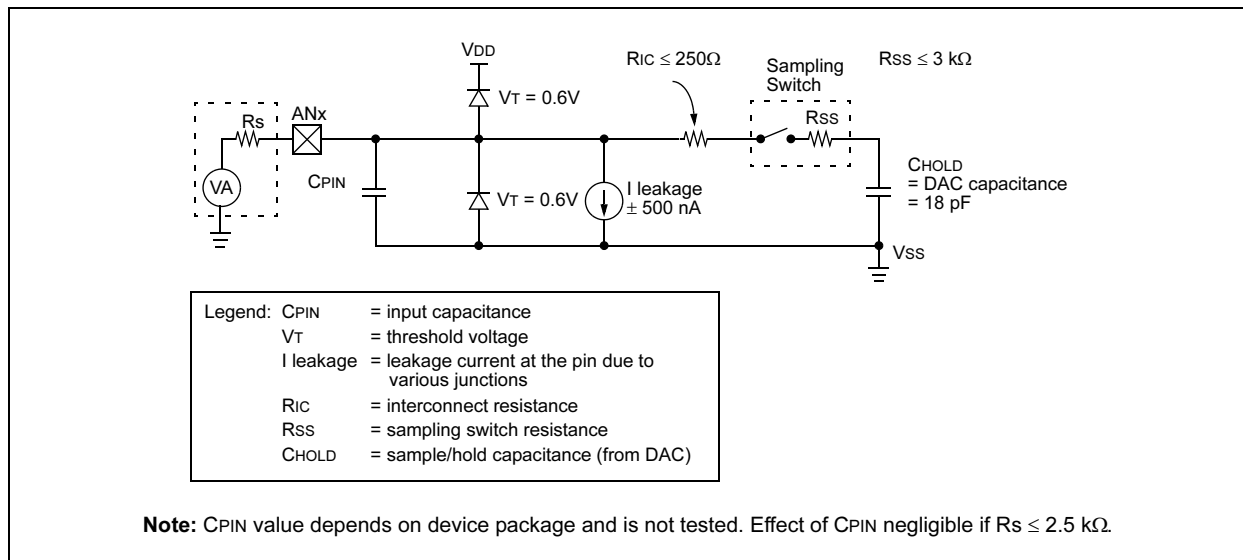 VDD
RIC ≤ 250Ω
Sampling
Switch
RSS ≤ 3 kΩ
VT = 0.6V
Rs
ANx
RSS
VA
CPIN
VT = 0.6V
I leakage
± 500 nA
CHOLD
= DAC capacitance
= 18 pF
VSS
Legend: CPIN = input capacitance
VT = threshold voltage
I leakage = leakage current at the pin due to
various junctions
RIC = interconnect resistance
RSS = sampling switch resistance
CHOLD = sample/hold capacitance (from DAC)
Note: CPIN value depends on device package and is not tested. Effect of CPIN negligible if Rs ≤ 2.5 kΩ.